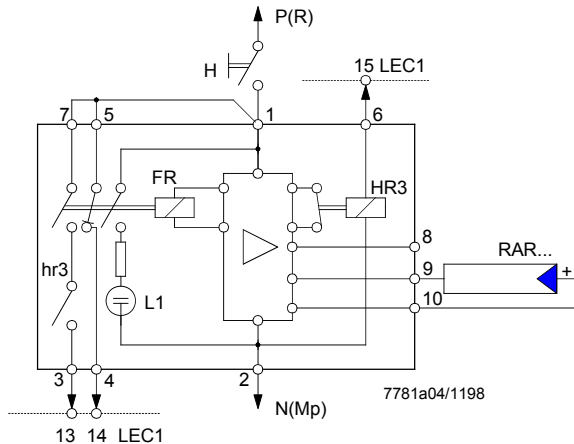 P(R)
H
15 LEC1
7 5 1 6
FR HR3
8
RAR...
9 +
hr3
10
L1
3 4 2
7781a04/1198
N(Mp)
13 14 LEC1